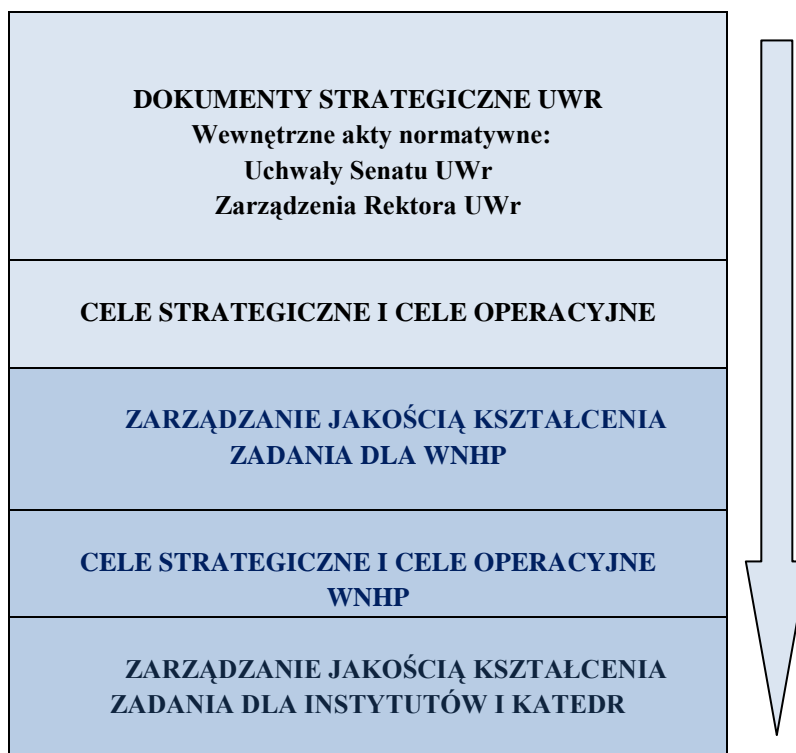 DOKUMENTY STRATEGICZNE UWR
Wewnętrzne akty normatywne:
Uchwały Senatu UWr
Zarządzenia Rektora UWr
CELE STRATEGICZNE I CELE OPERACYJNE
ZARZĄDZANIE JAKOŚCIĄ KSZTAŁCENIA
ZADANIA DLA WNHP
CELE STRATEGICZNE I CELE OPERACYJNE
WNHP
ZARZĄDZANIE JAKOŚCIĄ KSZTAŁCENIA
ZADANIA DLA INSTYTUTÓW I KATEDR